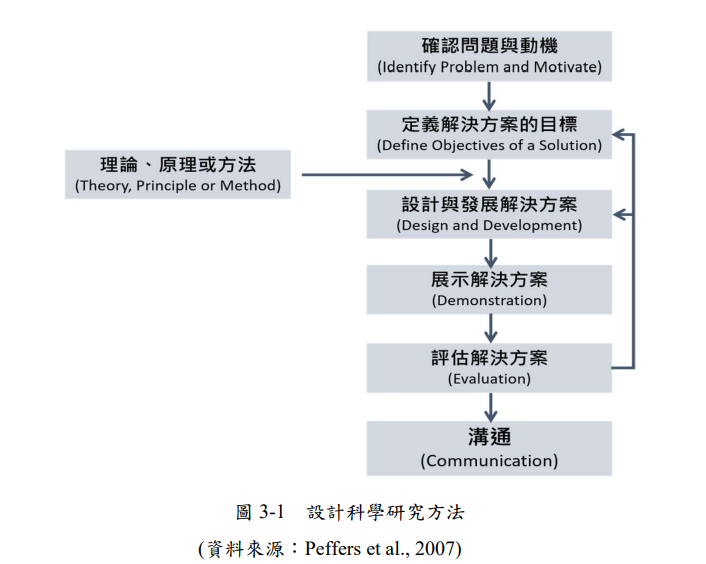 確認問題與動機
(Identify Problem and Motivate)
定義解決方案的目標
(Define Objectives of a Solution)
理論、原理或方法
(Theory, Principle or Method)
設計與發展解決方案
(Design and Development)
展示解決方案
(Demonstration)
評估解決方案
(Evaluation)
溝通
(Communication)
圖 3-1 設計科學研究方法
(資料來源：Peffers et al., 2007)